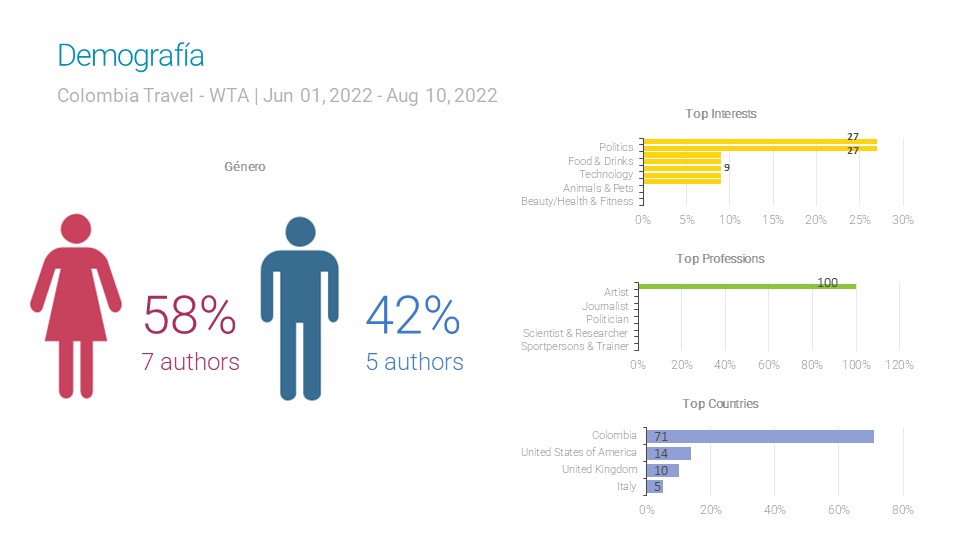 Demografía
Colombia Travel - WTA | Jun 01, 2022 - Aug 10, 2022
Género
58%
7 authors
42%
5 authors
Top Interests
27
Politics
27
Food & Drinks
9
Technology
Animals & Pets
Beauty/Health & Fitness
0% 5% 10% 15% 20% 25% 30%
Top Professions
100
Artist
Journalist
Politician
Scientist & Researcher
Sportpersons & Trainer
0% 20% 40% 60% 80% 100% 120%
Top Countries
Colombia 71
United States of America 14
United Kingdom 10
Italy 5
0% 20% 40% 60% 80%